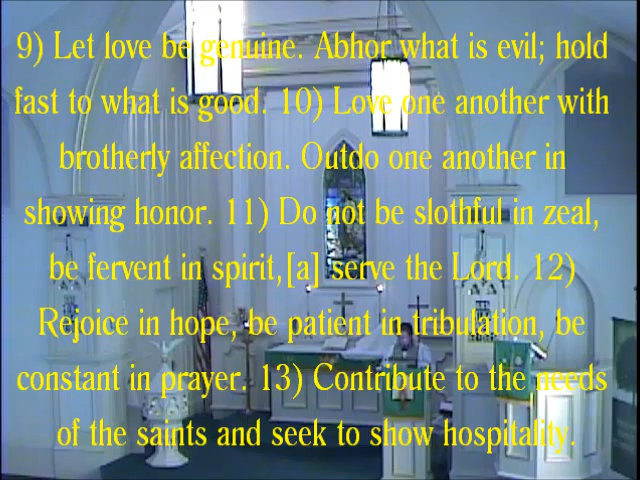 9) Let love be genuine. Abhor what is evil; hold
fast to what is good. 10) Love one another with
brotherly affection. Outdo one another in
showing honor. 11) Do not be slothful in zeal,
be fervent in spirit,[a] serve the Lord. 12)
Rejoice in hope, be patient in tribulation, be
constant in prayer. 13) Contribute to the needs
of the saints and seek to show hospitality.